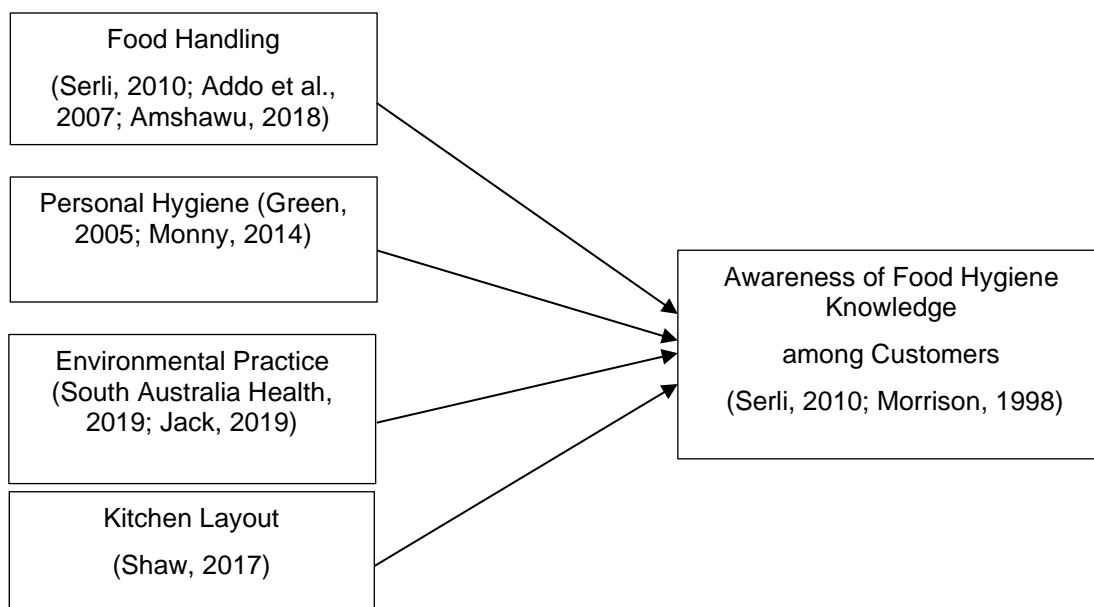 Food Handling
(Serli, 2010; Addo et al.,
2007; Amshawu, 2018)
Personal Hygiene (Green,
2005; Monny, 2014)
Environmental Practice
(South Australia Health,
2019; Jack, 2019)
Kitchen Layout
(Shaw, 2017)
Awareness of Food Hygiene
Knowledge
among Customers
(Serli, 2010; Morrison, 1998)